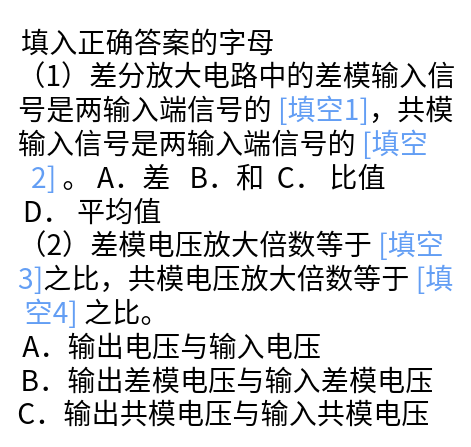 填入正确答案的字母
（1）差分放大电路中的差模输入信
号是两输入端信号的 [填空1]，共模
输入信号是两输入端信号的 [填空
2] 。 A．差 B．和 C． 比值
D． 平均值
（2）差模电压放大倍数等于 [填空
3]之比，共模电压放大倍数等于 [填
空4] 之比。
A．输出电压与输入电压
B．输出差模电压与输入差模电压
C．输出共模电压与输入共模电压